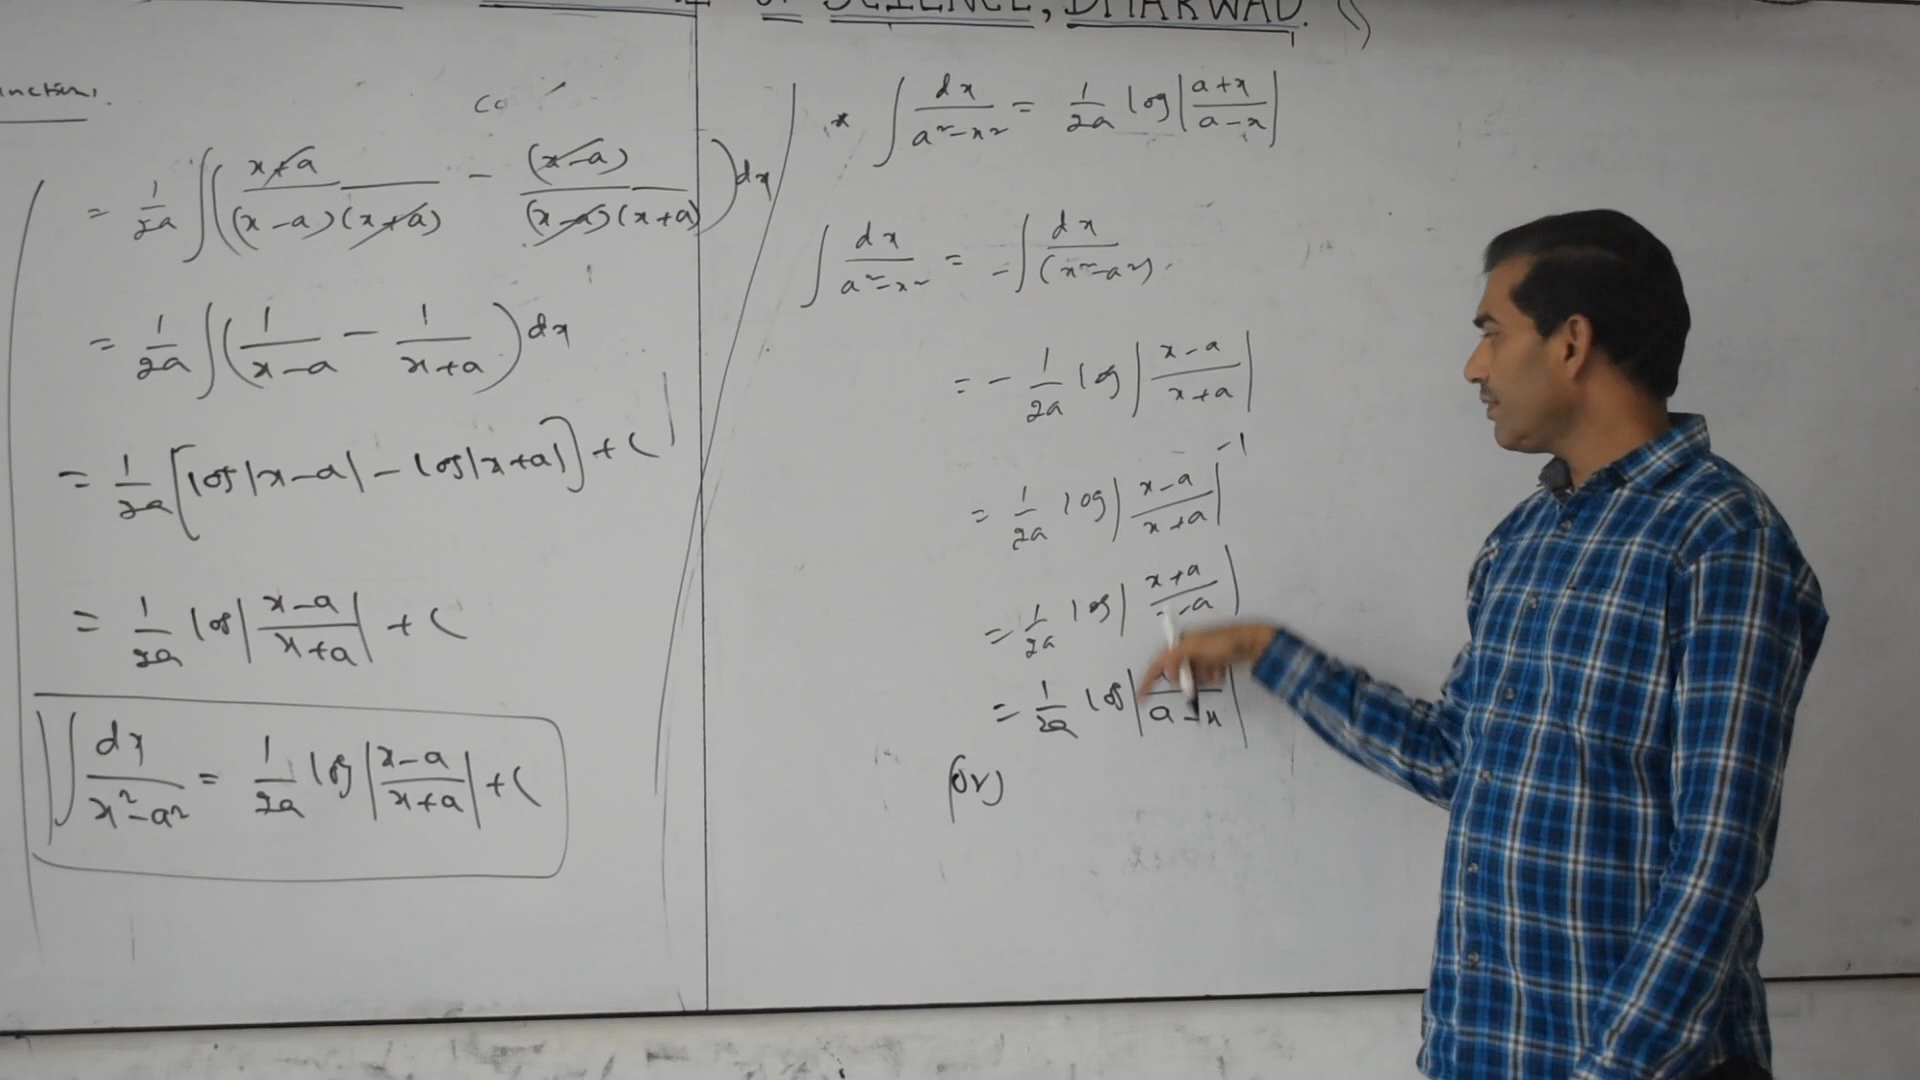 OF SCIENCE, DHARWAD.
= 1/2a ∫( (x+a)/((x-a)(x+a)) - (x-a)/((x-a)(x+a)) )dx
= 1/2a ∫( 1/(x-a) - 1/(x+a) )dx
= 1/2a [log|x-a| - log|x+a|] + C
= 1/2a log|(x-a)/(x+a)| + C
∫ dx/(x²-a²) = 1/2a log|(x-a)/(x+a)| + C
* ∫ dx/(a²-x²) = 1/2a log|(a+x)/(a-x)|
∫ dx/(a²-x²) = -∫ dx/(x²-a²).
= - 1/2a log|(x-a)/(x+a)|
= 1/2a log|(x-a)/(x+a)|⁻¹
= 1/2a log| (x+a)/ -a |
= 1/2a log| /(a-x) |
(or)